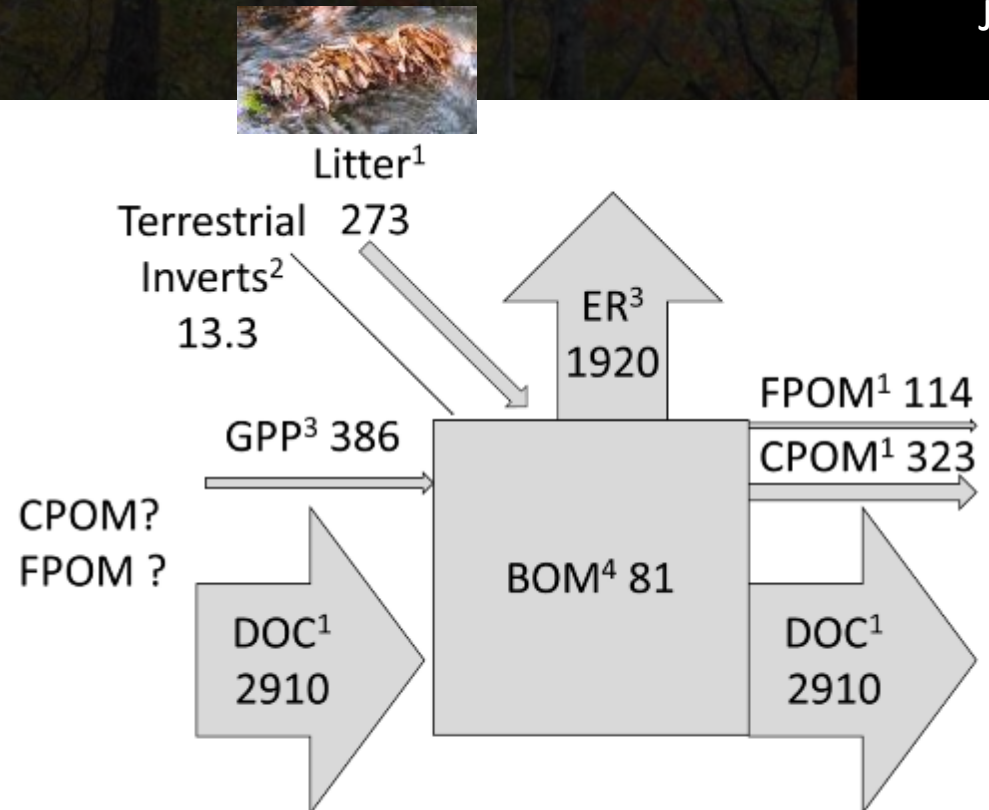 Litter¹
273
Terrestrial
Inverts²
13.3
ER³
1920
GPP³ 386
FPOM¹ 114
CPOM¹ 323
CPOM?
FPOM ?
BOM⁴ 81
DOC¹
2910
DOC¹
2910